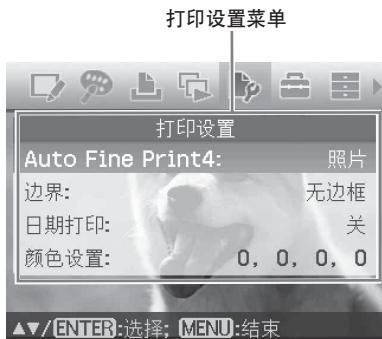 打印设置菜单
打印设置
Auto Fine Print4: 照片
边界: 无边框
日期打印: 关
颜色设置: 0, 0, 0, 0
▲▼/ENTER:选择; MENU:结束